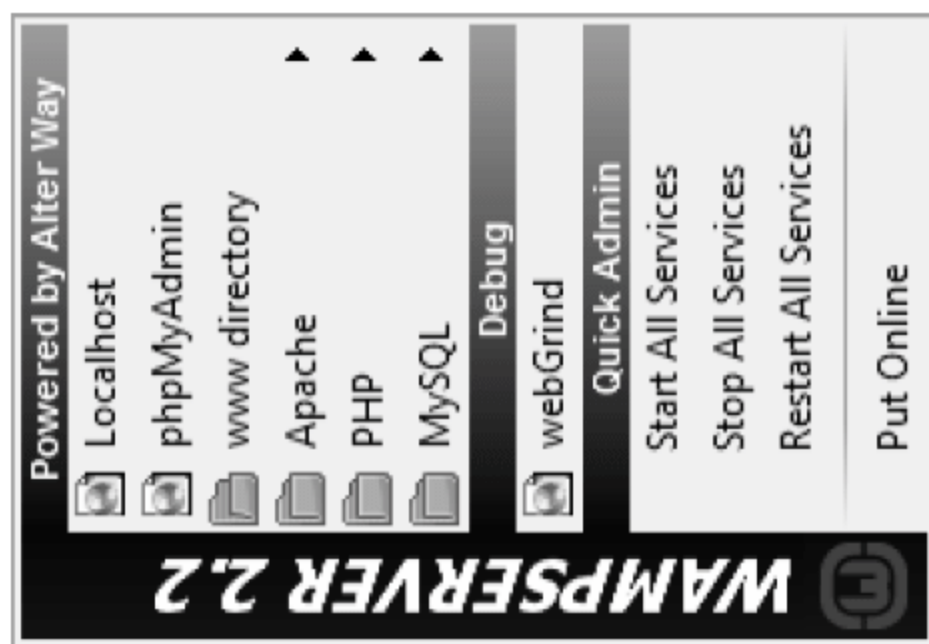 WAMPSERVER 2.2
Powered by Alter Way
Localhost
phpMyAdmin
www directory
Apache
PHP
MySQL
Debug
webGrind
Quick Admin
Start All Services
Stop All Services
Restart All Services
Put Online